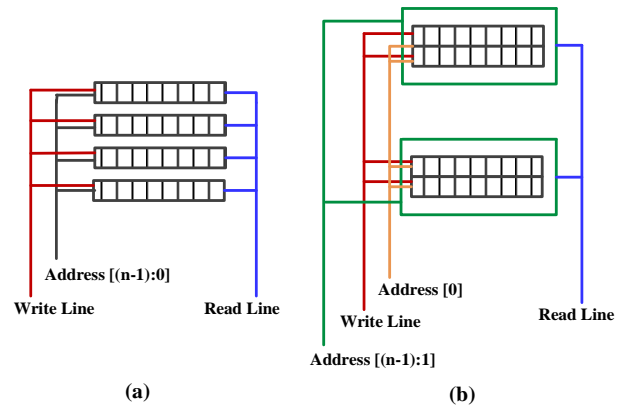 Address [(n-1):0]
Write Line
Read Line
(a)
Address [0]
Write Line
Read Line
Address [(n-1):1]
(b)